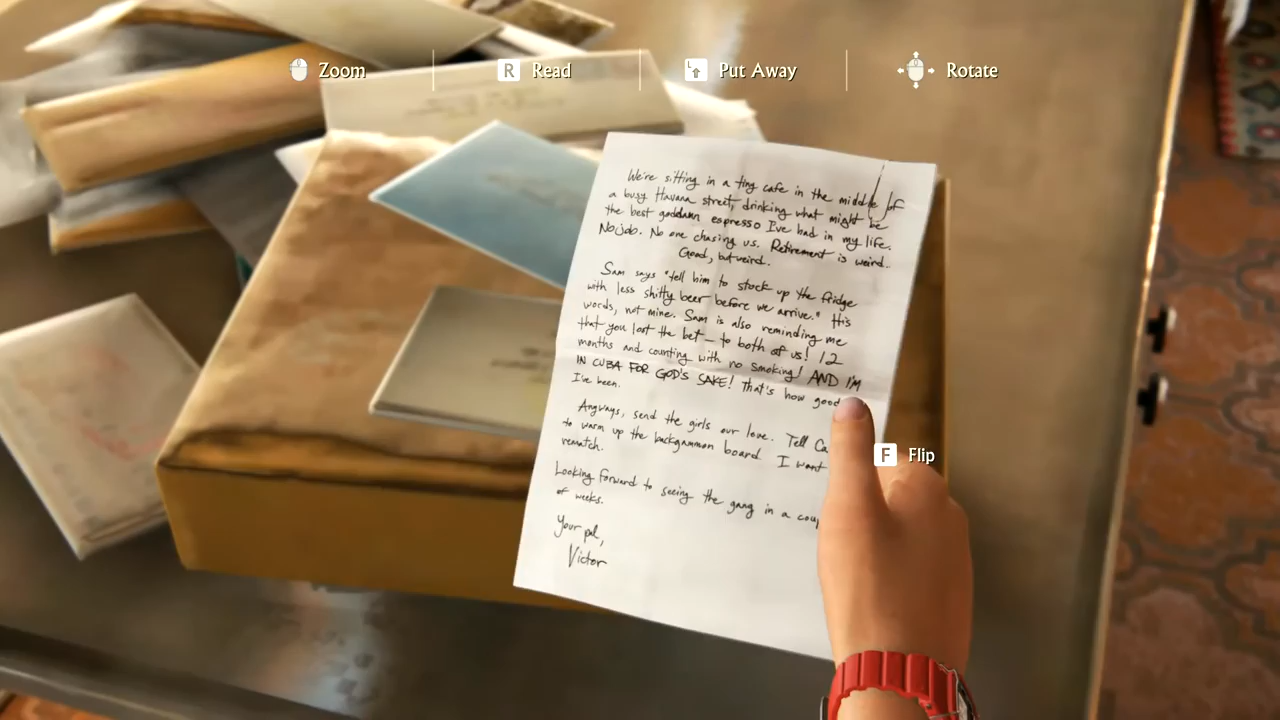 Zoom
R Read
L Put Away
Rotate
We're sitting in a tiny cafe in the middle of
a busy Havana street, drinking what might be
the best goddamn espresso I've had in my life.
No job. No one chasing us. Retirement is weird.
Good, but weird.
Sam says "tell him to stock up the fridge
with less shitty beer before we arrive." His
words, not mine. Sam is also reminding me
that you lost the bet – to both of us! 12
months and counting with no smoking! AND I'M
IN CUBA FOR GOD'S SAKE! That's how good
I've been.
Anyways, send the girls our love. Tell Ca
to warm up the backgammon board. I want
rematch.
Looking forward to seeing the gang in a cou
of weeks.
Your pal,
Victor
F Flip